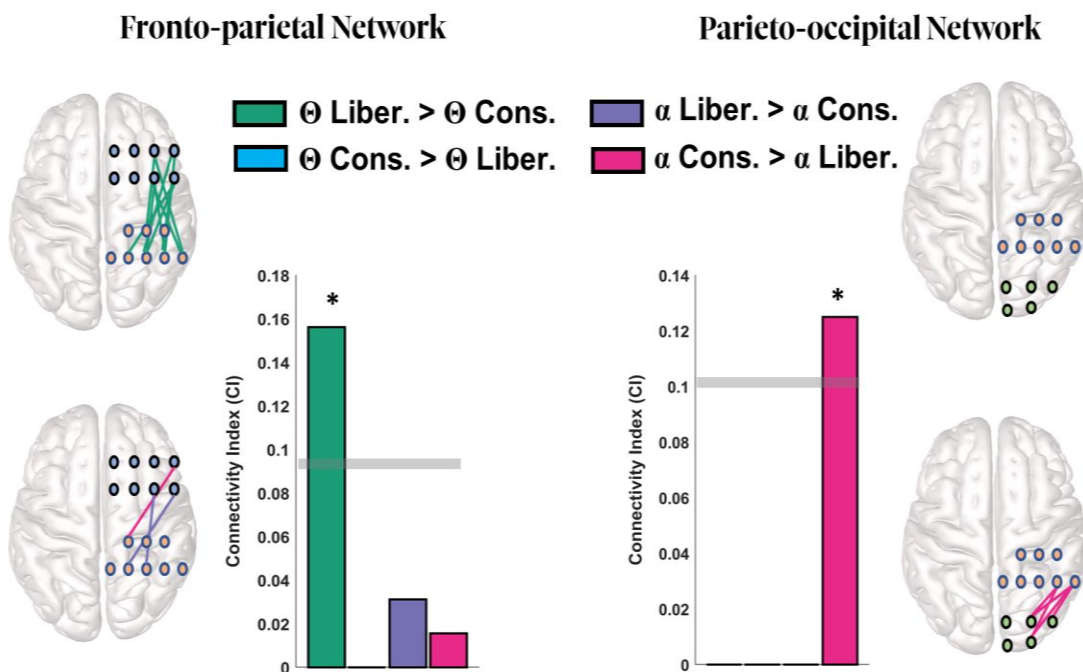 Fronto-parietal Network
Parieto-occipital Network
Θ Liber. > Θ Cons.
α Liber. > α Cons.
Θ Cons. > Θ Liber.
α Cons. > α Liber.
Connectivity Index (CI)
0.18
0.16
0.14
0.12
0.1
0.08
0.06
0.04
0.02
0
*
Connectivity Index (CI)
0.14
0.12
0.1
0.08
0.06
0.04
0.02
0
*